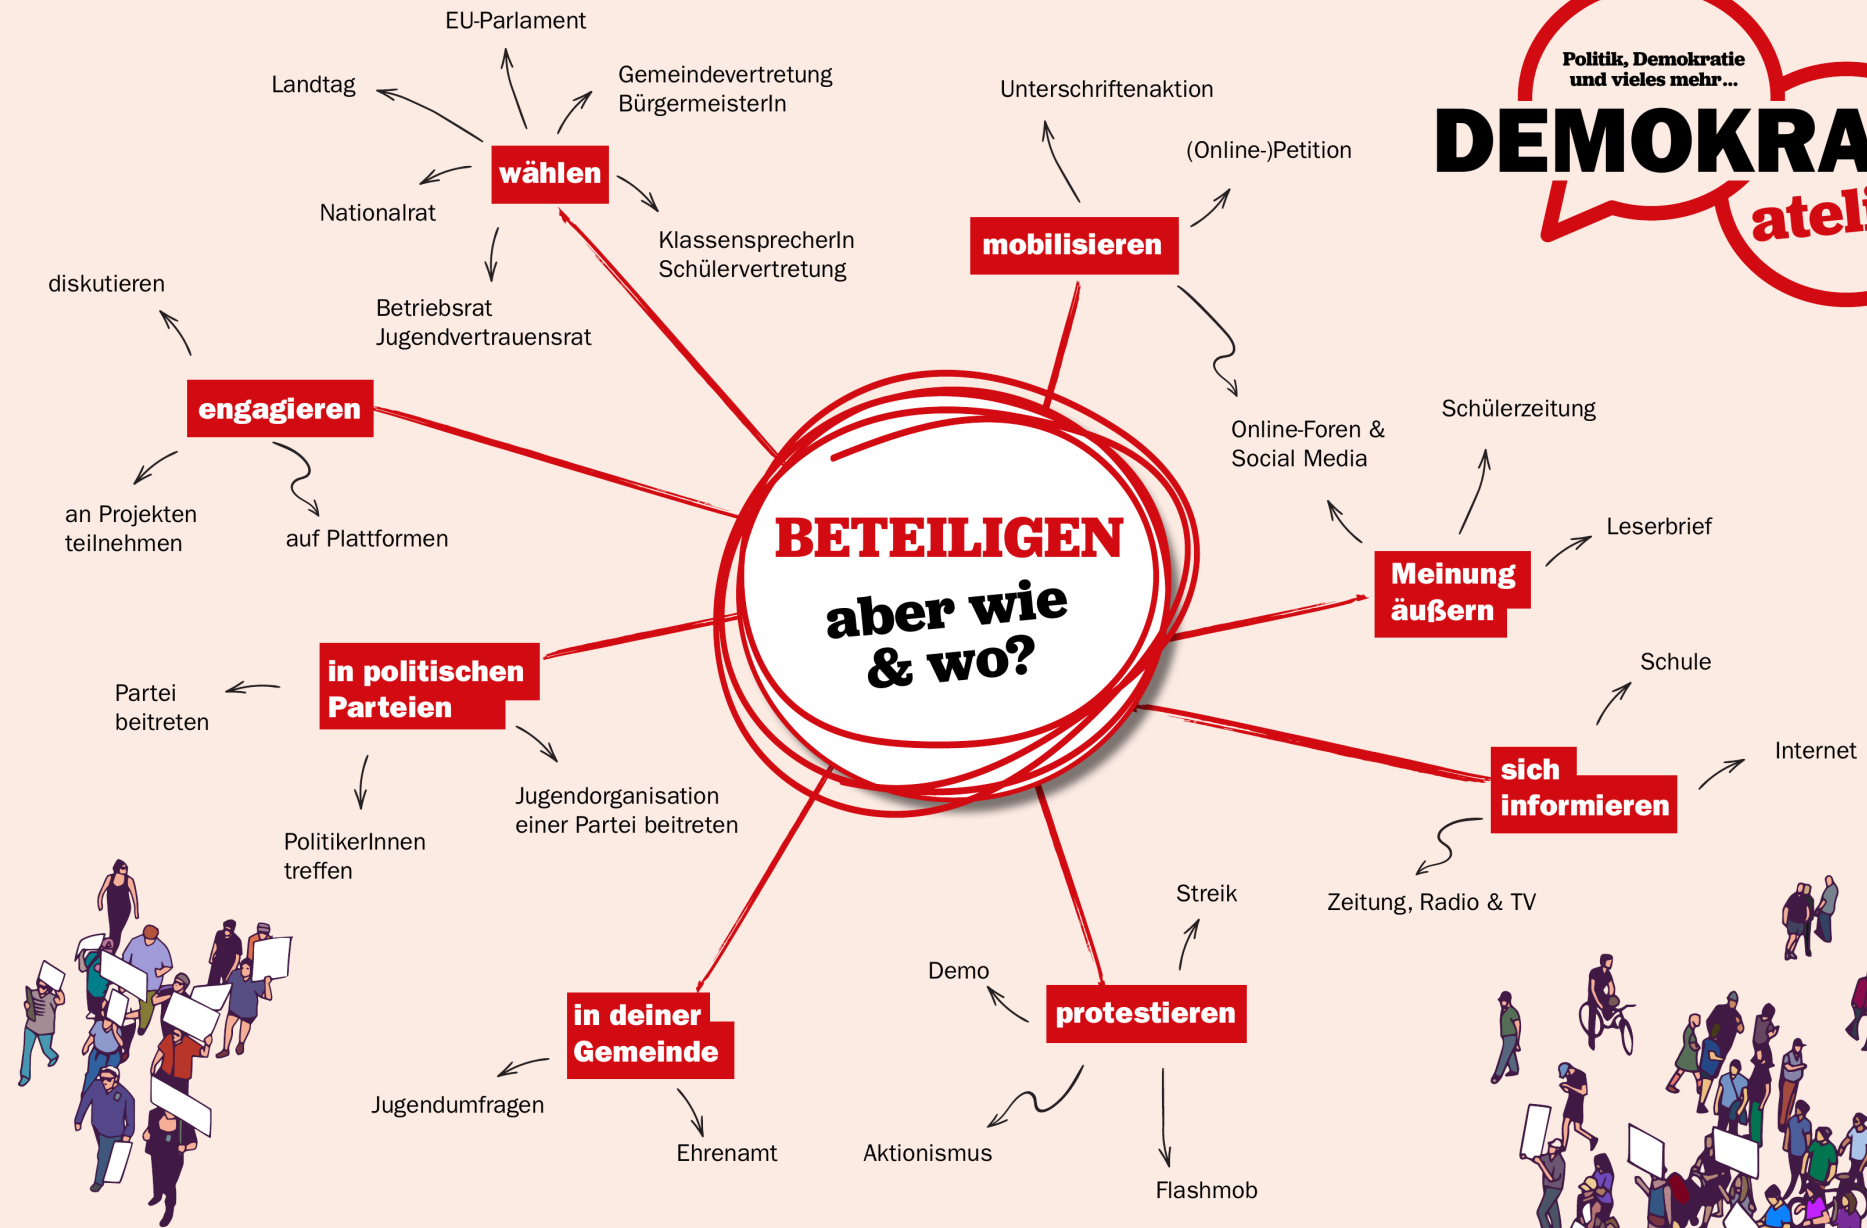 EU-Parlament
Landtag
Gemeindevertretung
BürgermeisterIn
wählen
Nationalrat
KlassensprecherIn
Schülervertretung
Betriebsrat
Jugendvertrauensrat
Unterschriftenaktion
(Online-)Petition
mobilisieren
Online-Foren &
Social Media
Politik, Demokratie
und vieles mehr...
DEMOKRA
ateli
diskutieren
engagieren
an Projekten
teilnehmen
auf Plattformen
BETEILIGEN
aber wie
& wo?
Schülerzeitung
Leserbrief
Meinung
äußern
in politischen
Parteien
Partei
beitreten
Jugendorganisation
einer Partei beitreten
PolitikerInnen
treffen
Schule
Internet
sich
informieren
Zeitung, Radio & TV
in deiner
Gemeinde
Jugendumfragen
Ehrenamt
Streik
Demo
protestieren
Aktionismus
Flashmob